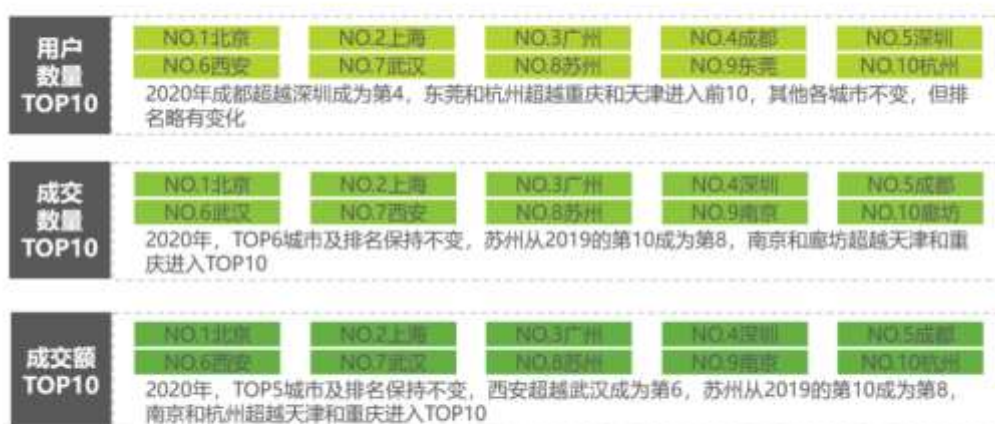 用户
数量
TOP10
NO.1北京 NO.2上海 NO.3广州 NO.4成都 NO.5深圳
NO.6西安 NO.7武汉 NO.8苏州 NO.9东莞 NO.10杭州
2020年成都超越深圳成为第4，东莞和杭州超越重庆和天津进入前10，其他各城市不变，但排
名略有变化
成交
数量
TOP10
NO.1北京 NO.2上海 NO.3广州 NO.4深圳 NO.5成都
NO.6武汉 NO.7西安 NO.8苏州 NO.9南京 NO.10廊坊
2020年，TOP6城市及排名保持不变，苏州从2019的第10成为第8，南京和廊坊超越天津和重
庆进入TOP10
成交额
TOP10
NO.1北京 NO.2上海 NO.3广州 NO.4深圳 NO.5成都
NO.6西安 NO.7武汉 NO.8苏州 NO.9南京 NO.10杭州
2020年，TOP5城市及排名保持不变，西安超越武汉成为第6，苏州从2019的第10成为第8，
南京和杭州超越天津和重庆进入TOP10